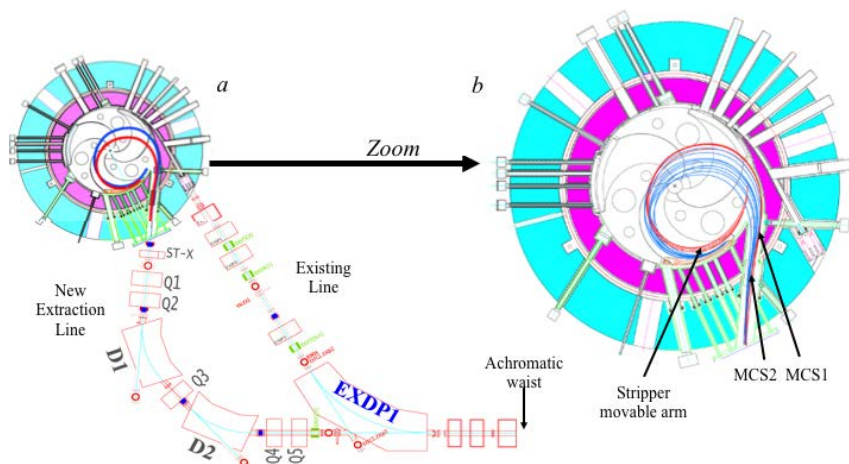 a
b
Zoom
ST-X
Q1
Q2
New
Extraction
Line
Existing
Line
D1
Q3
D2
Q4
Q5
EXDP1
Achromatic
waist
Stripper
movable arm
MCS2
MCS1